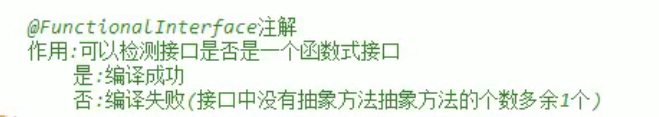 @FunctionalInterface注解
作用:可以检测接口是否是一个函数式接口
是:编译成功
否:编译失败(接口中没有抽象方法抽象方法的个数多余1个)